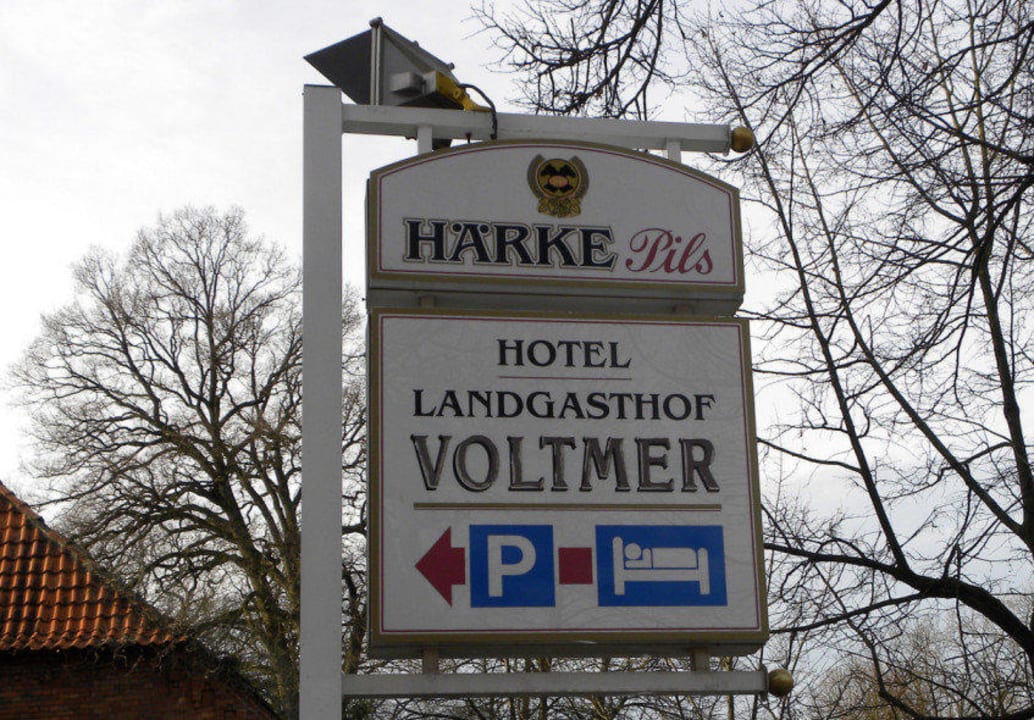 HÄRKE Pils
HOTEL
LANDGASTHOF
VOLTMER
P